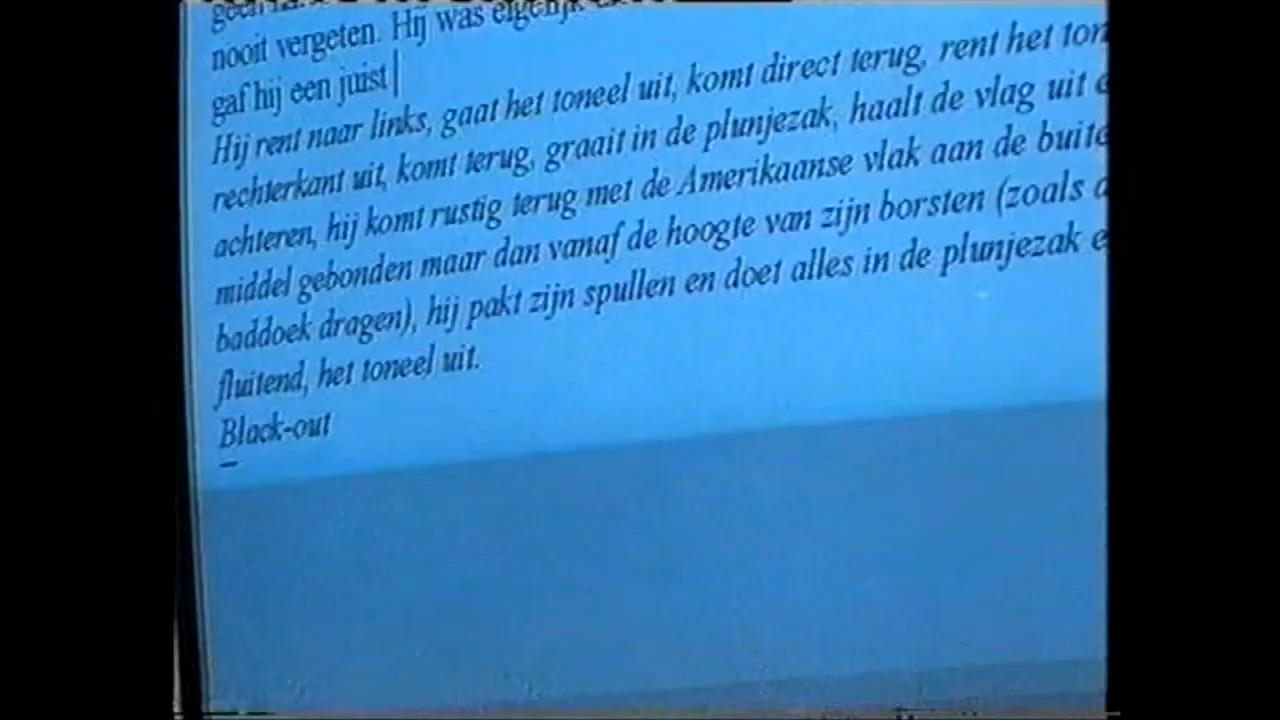 nooit vergeten. Hij was eigenlijk
gaf hij een juist
Hij rent naar links, gaat het toneel uit, komt direct terug, rent het ton
rechterkant uit, komt terug, graait in de plunjezak, haalt de vlag uit
achteren, hij komt rustig terug met de Amerikaanse vlak aan de buite
middel gebonden maar dan vanaf de hoogte van zijn borsten (zoals
baddoek dragen), hij pakt zijn spullen en doet alles in de plunjezak e
fluitend, het toneel uit.
Black-out